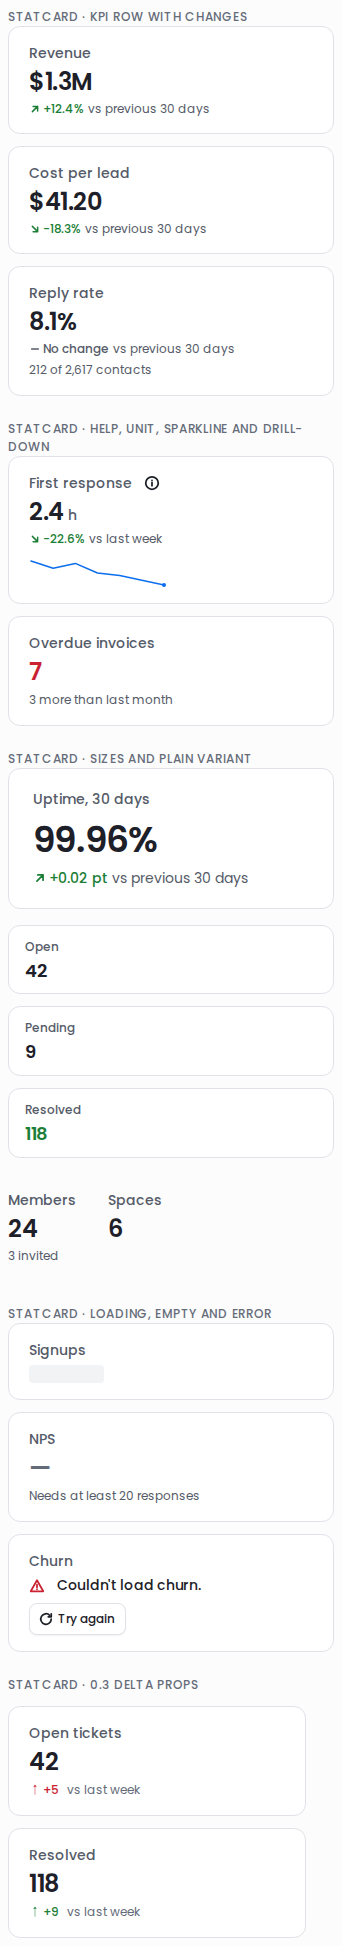 STATCARD · KPI ROW WITH CHANGES
Revenue
$1.3M
+12.4% vs previous 30 days
Cost per lead
$41.20
-18.3% vs previous 30 days
Reply rate
8.1%
No change vs previous 30 days
212 of 2,617 contacts
STATCARD · HELP, UNIT, SPARKLINE AND DRILL-
DOWN
First response
2.4 h
-22.6% vs last week
Overdue invoices
7
3 more than last month
STATCARD · SIZES AND PLAIN VARIANT
Uptime, 30 days
99.96%
+0.02 pt vs previous 30 days
Open
42
Pending
9
Resolved
118
Members Spaces
24 6
3 invited
STATCARD · LOADING, EMPTY AND ERROR
Signups
NPS
—
Needs at least 20 responses
Churn
Couldn't load churn.
Try again
STATCARD · 0.3 DELTA PROPS
Open tickets
42
↑ +5 vs last week
Resolved
118
↑ +9 vs last week